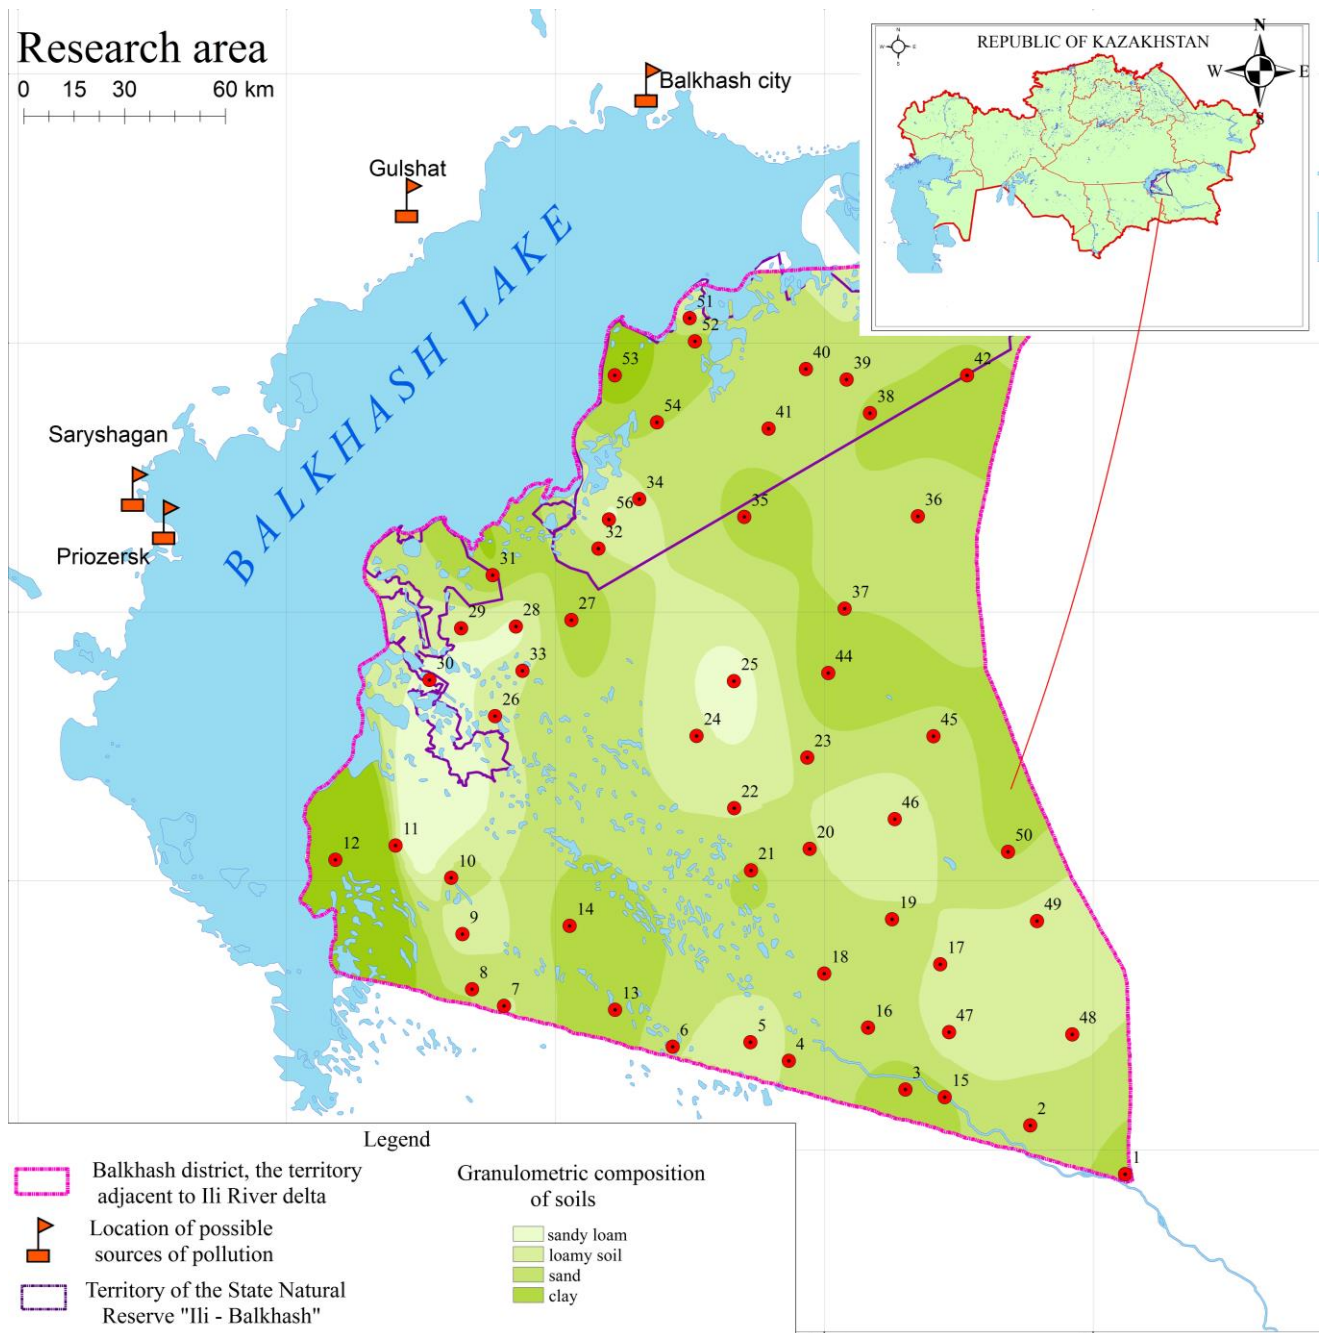 Research area
0 15 30 60 km
Balkhash city
Gulshat
Saryshagan
Priozersk
BALKHASH LAKE
REPUBLIC OF KAZAKHSTAN
N
W E
S
N
W E
S
51
52
53
40
39
42
38
54
41
34
56
35
36
32
31
37
27
29
28
33
44
30
25
26
24
45
23
22
46
12
11
20
50
21
10
14
19
49
9
17
18
8
7
13
16
47
48
6
5
4
3
15
2
1
Legend
Balkhash district, the territory
adjacent to Ili River delta
Location of possible
sources of pollution
Territory of the State Natural
Reserve "Ili - Balkhash"
Granulometric composition
of soils
sandy loam
loamy soil
sand
clay